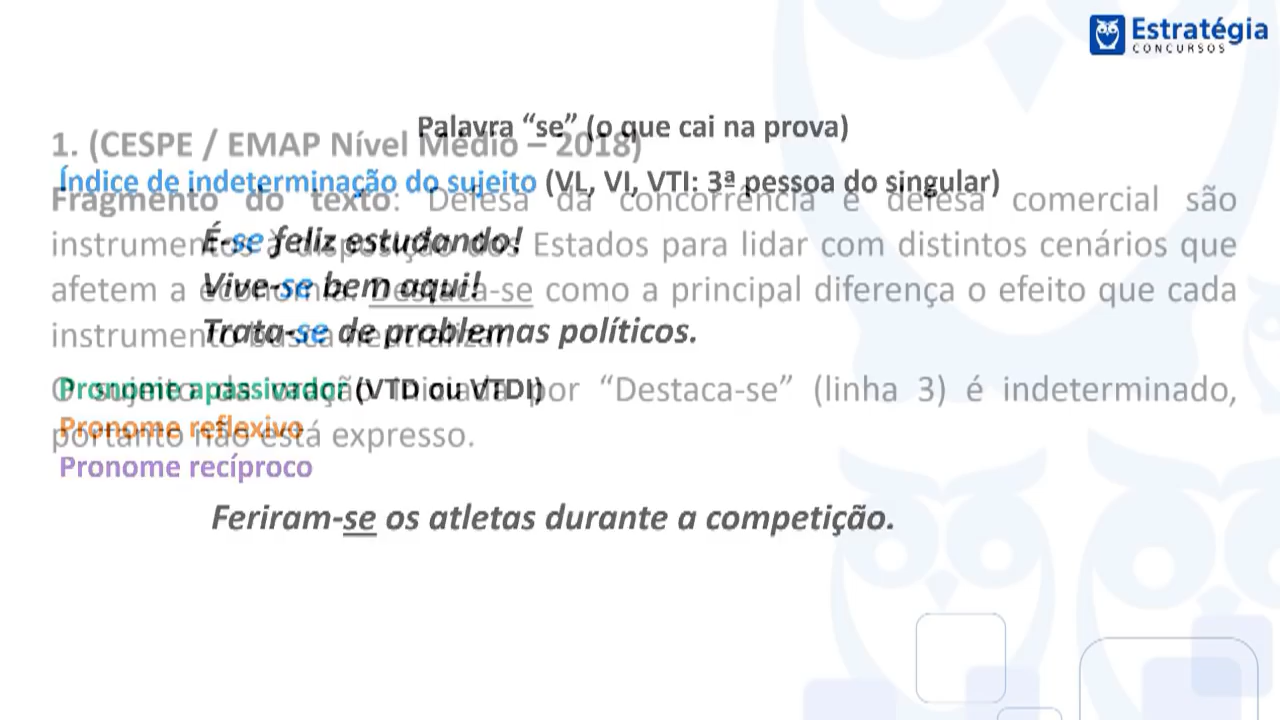 Estratégia
CONCURSOS
Palavra “se” (o que cai na prova)
1. (CESPE / EMAP Nível Médio – 2018)
Índice de indeterminação do sujeito (VL, VI, VTI: 3ª pessoa do singular)
Fragmento do texto: Defesa da concorrência e defesa comercial são
É-se feliz estudando!
instrumentos à disposição dos Estados para lidar com distintos cenários que
Vive-se bem aqui!
afetem a economia. Destaca-se como a principal diferença o efeito que cada
Trata-se de problemas políticos.
instrumento busca neutralizar.
Pronome apassivador (VTD ou VTDI)
O sujeito da oração iniciada por “Destaca-se” (linha 3) é indeterminado,
Pronome reflexivo
portanto não está expresso.
Pronome recíproco
Feriram-se os atletas durante a competição.